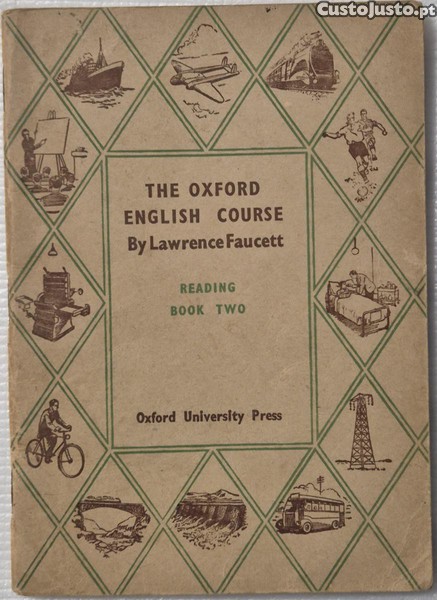 CustoJusto.pt
THE OXFORD
ENGLISH COURSE
By Lawrence Faucett
READING
BOOK TWO
Oxford University Press